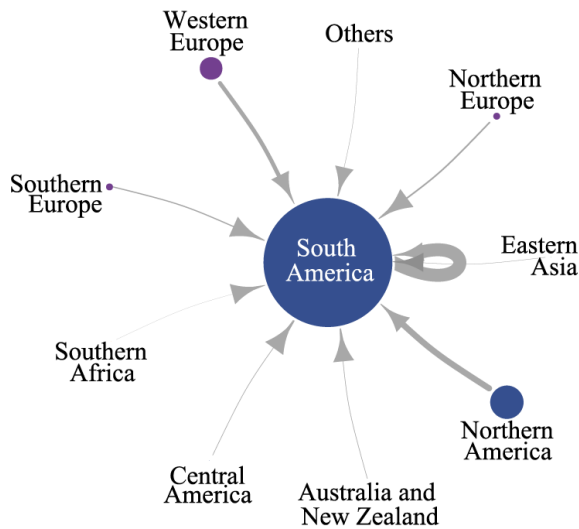 Western
Europe
Others
Northern
Europe
Southern
Europe
South
America
Eastern
Asia
Southern
Africa
Northern
America
Central
America
Australia and
New Zealand